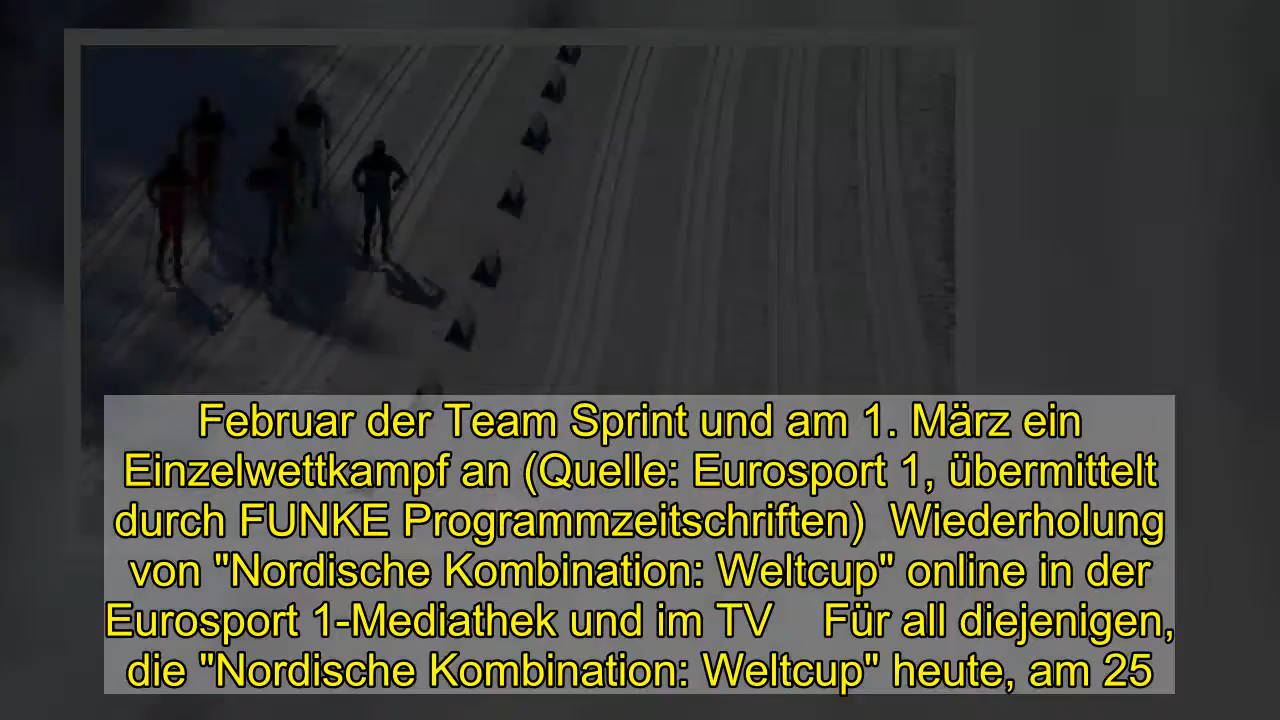 Februar der Team Sprint und am 1. März ein
Einzelwettkampf an (Quelle: Eurosport 1, übermittelt
durch FUNKE Programmzeitschriften)  Wiederholung
von "Nordische Kombination: Weltcup" online in der
Eurosport 1-Mediathek und im TV    Für all diejenigen,
die "Nordische Kombination: Weltcup" heute, am 25